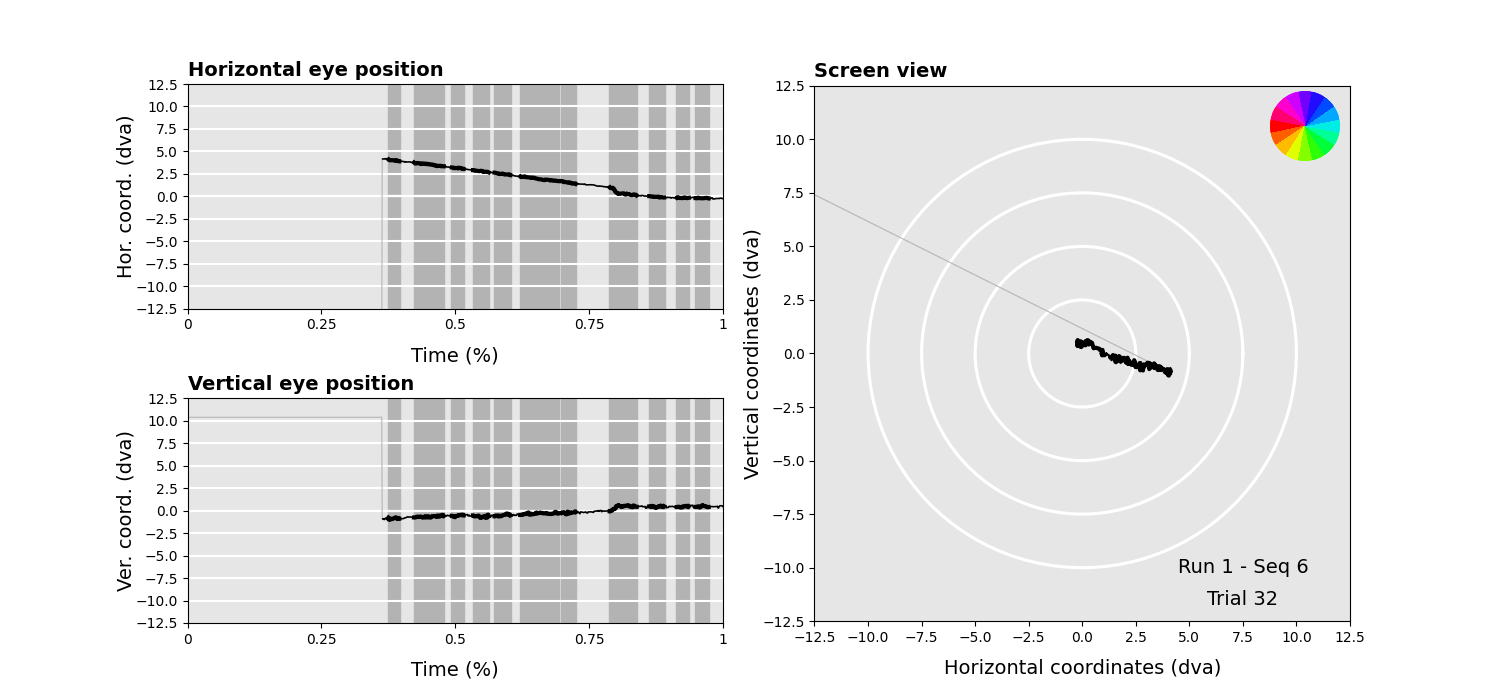 Horizontal eye position
Hor. coord. (dva)
12.5
10.0
7.5
5.0
2.5
0.0
−2.5
−5.0
−7.5
−10.0
−12.5
0 0.25 0.5 0.75 1
Time (%)
Vertical eye position
Ver. coord. (dva)
12.5
10.0
7.5
5.0
2.5
0.0
−2.5
−5.0
−7.5
−10.0
−12.5
0 0.25 0.5 0.75 1
Time (%)
Screen view
Vertical coordinates (dva)
12.5
10.0
7.5
5.0
2.5
0.0
−2.5
−5.0
−7.5
−10.0
−12.5
Run 1 - Seq 6
Trial 32
−12.5 −10.0 −7.5 −5.0 −2.5 0.0 2.5 5.0 7.5 10.0 12.5
Horizontal coordinates (dva)